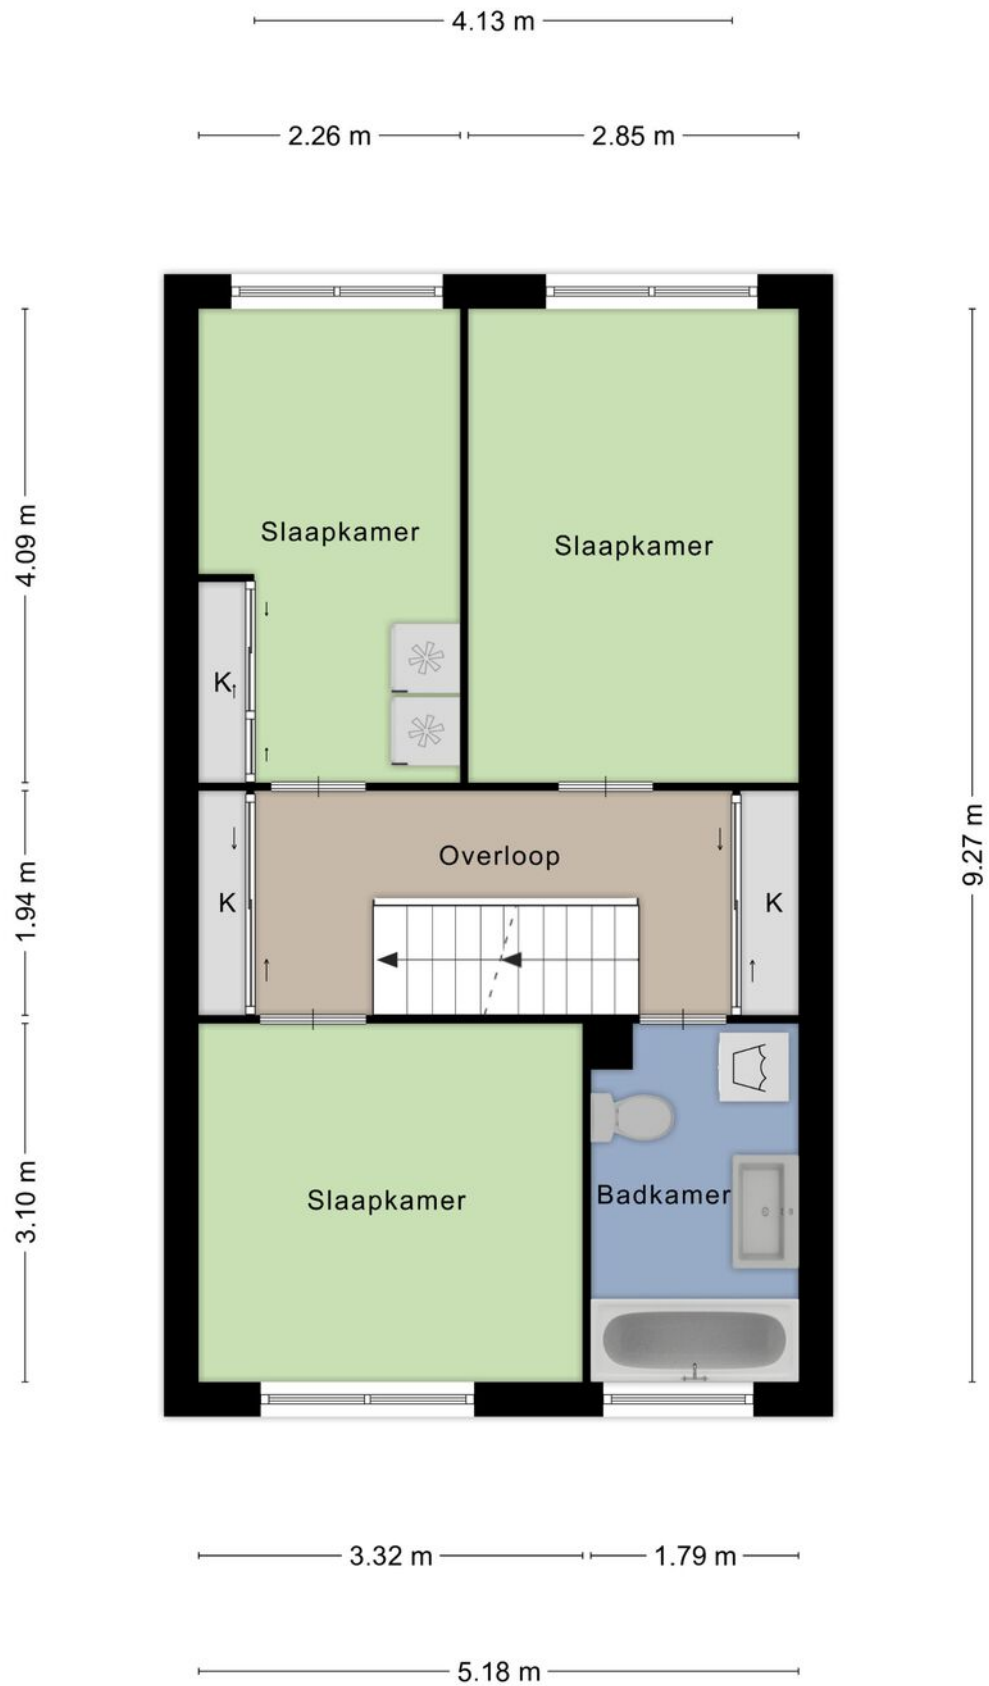 4.13 m
2.26 m
2.85 m
Slaapkamer
Slaapkamer
4.09 m
K
Overloop
9.27 m
K
K
1.94 m
Slaapkamer
Badkamer
3.10 m
3.32 m
1.79 m
5.18 m